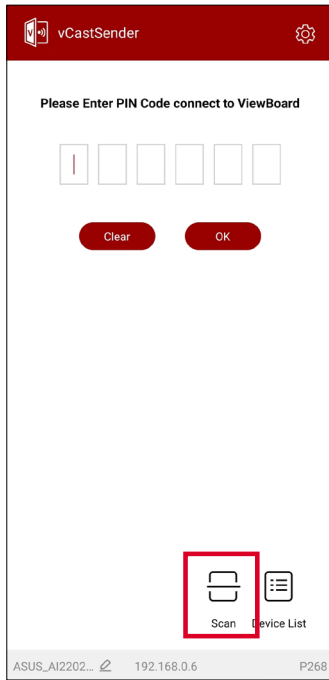 vCastSender
Please Enter PIN Code connect to ViewBoard
Clear OK
Scan Device List
ASUS_AI2202... 192.168.0.6 P268